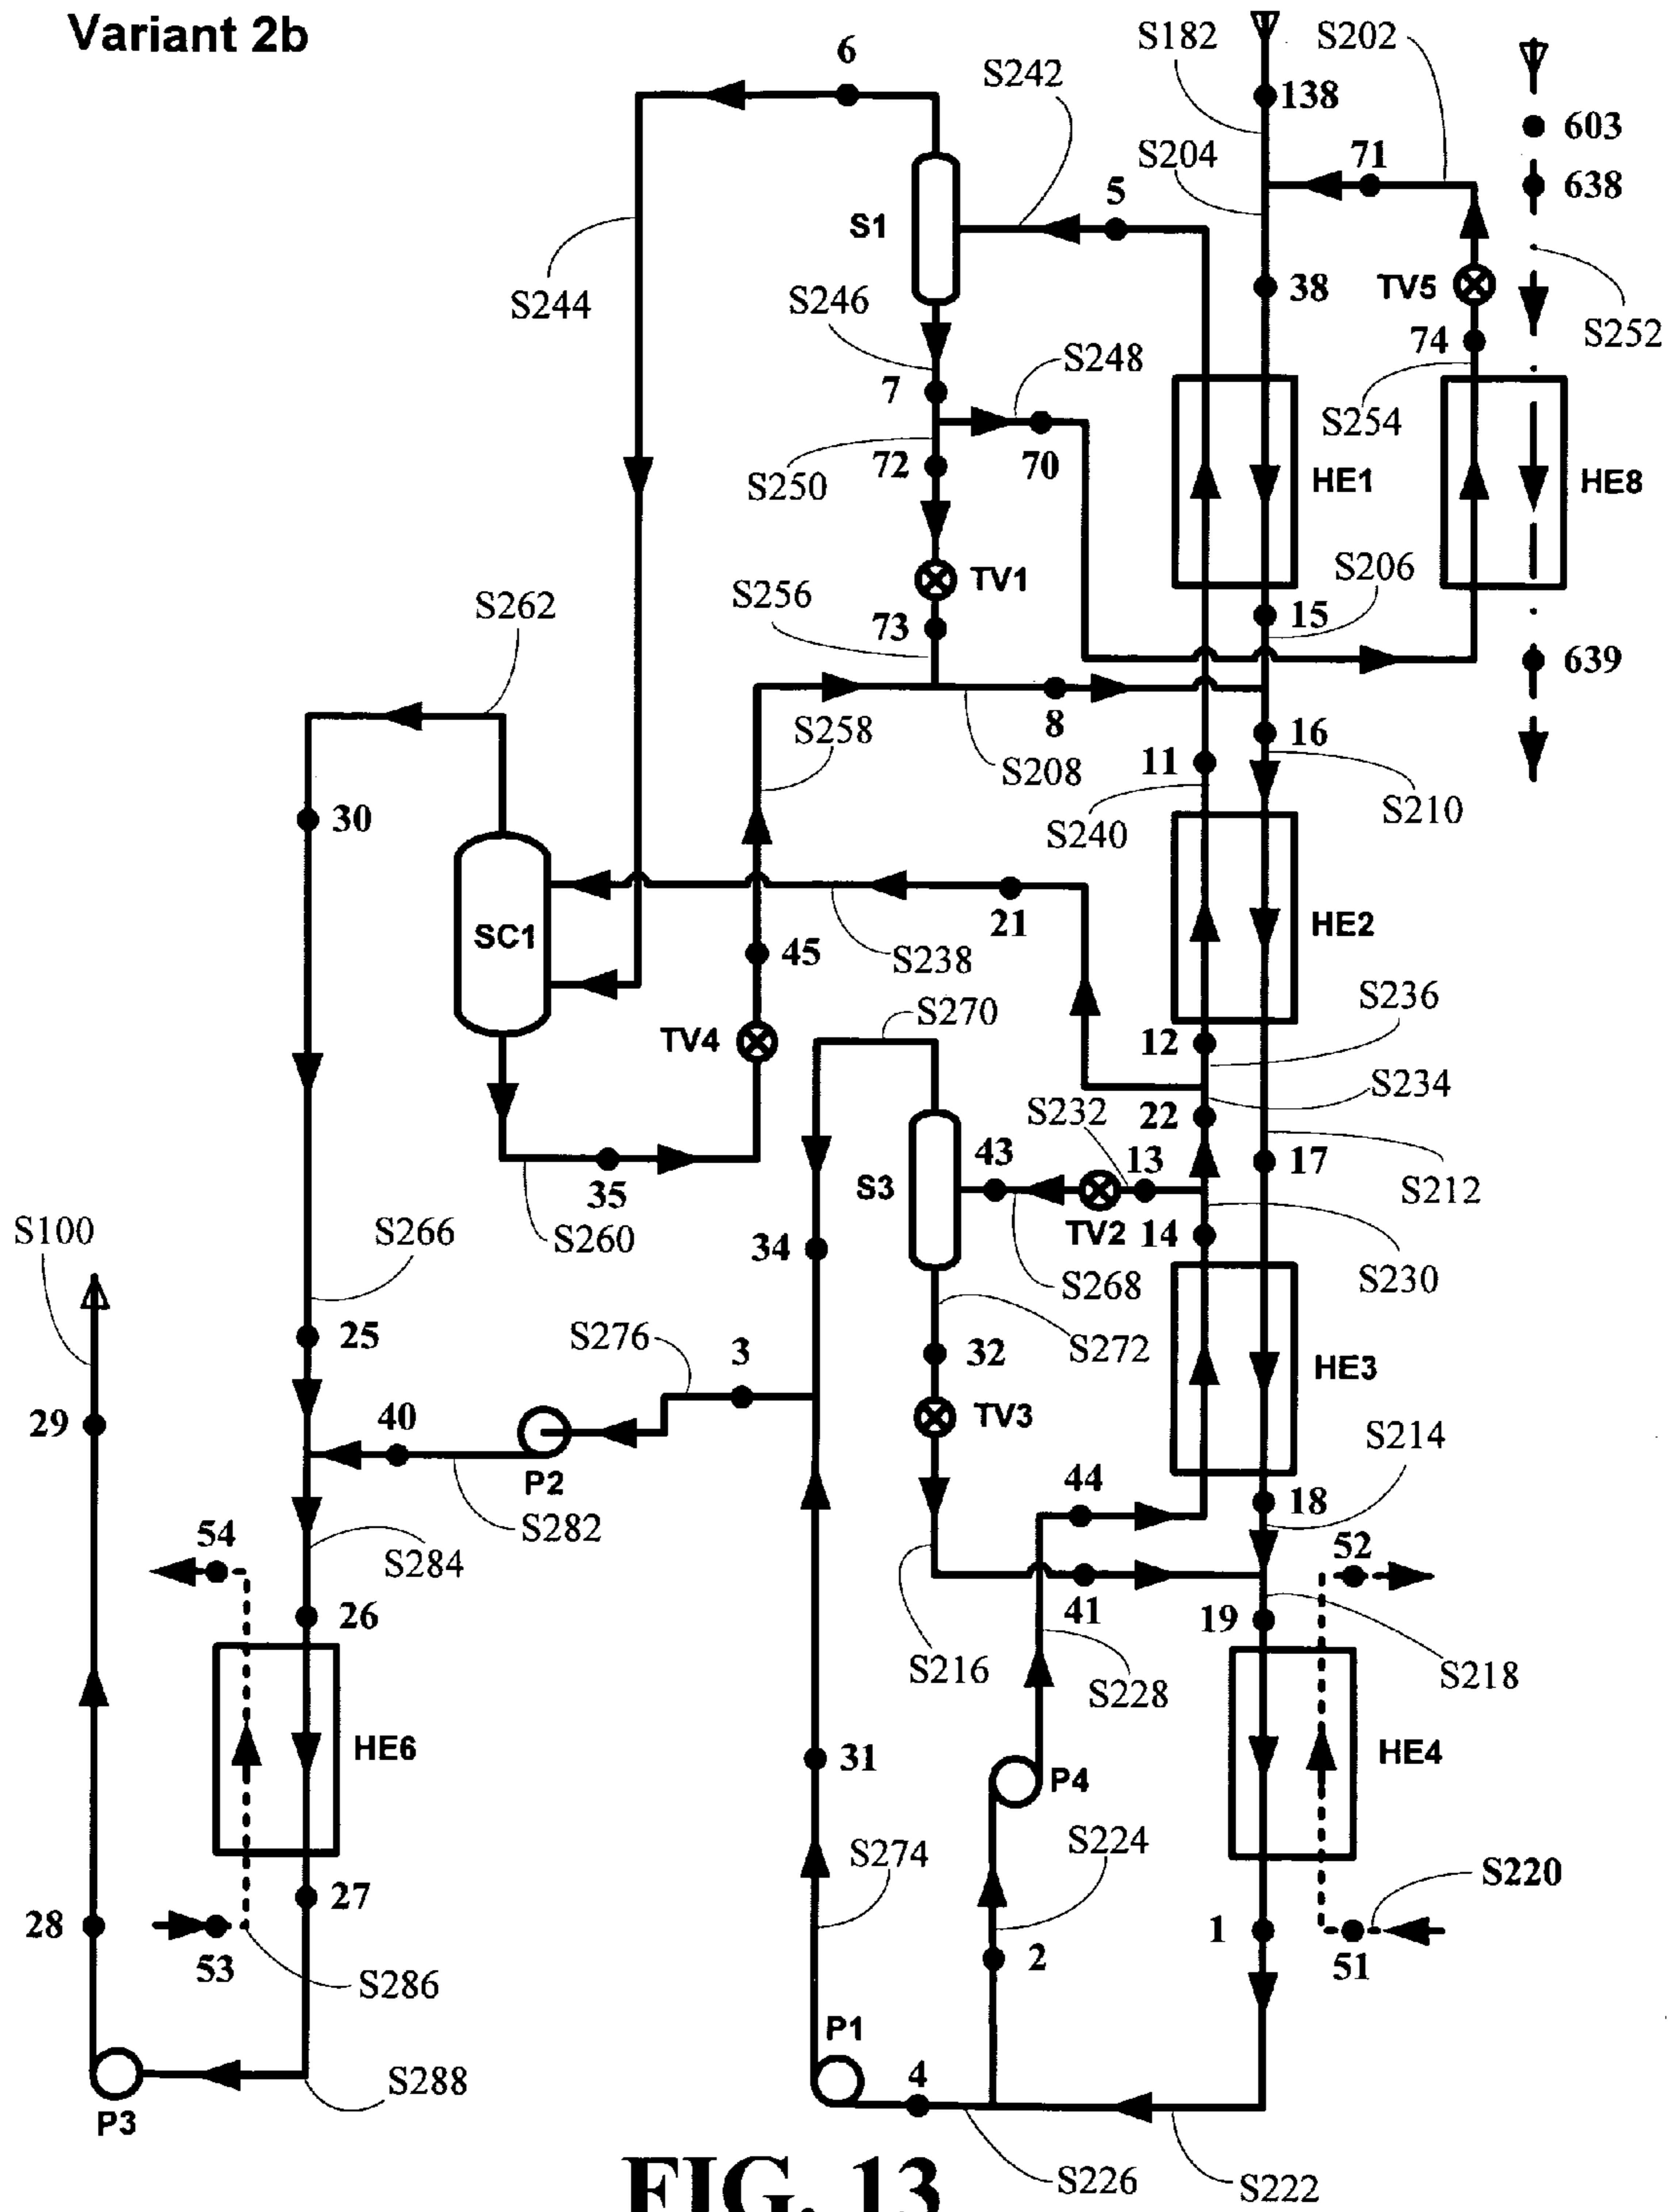 Variant 2b
6
S242
S182
S202
138
603
S204
71
638
5
S1
S244
S246
38
TV5
S252
7
S248
74
S254
S250
72
70
HE1
HE8
TV1
S206
S262
S256
73
15
639
S258
8
16
S208
11
S210
30
S240
21
HE2
SC1
45
S238
S236
S270
TV4
12
S234
S232
22
43
13
17
S3
35
TV2
14
S212
S100
S266
S260
34
S268
S230
25
S276
3
32
S272
HE3
29
40
TV3
S214
P2
44
18
54
S282
52
S284
26
41
19
S216
S228
S218
HE6
31
P4
HE4
S274
S224
S220
27
28
1
53
2
51
S286
P1
4
S288
P3
S226
S222
FIG. 13